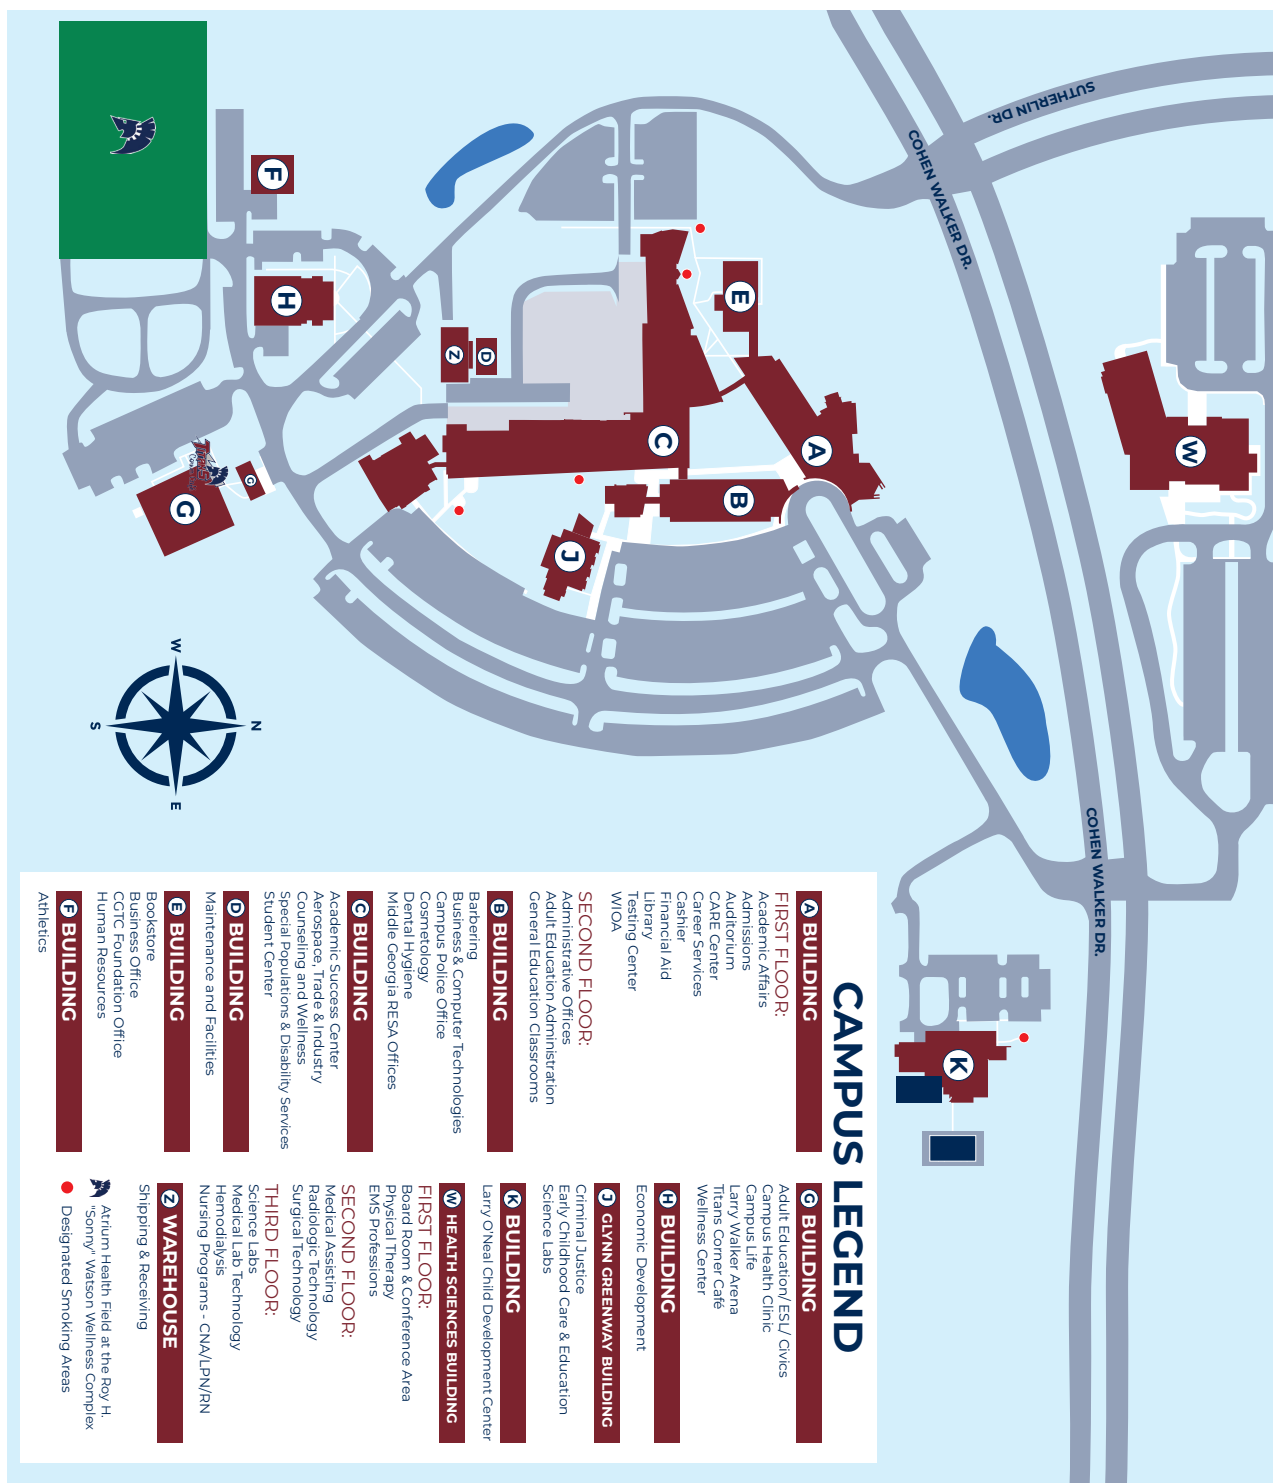 SUTHERLIN DR.
COHEN WALKER DR.
COHEN WALKER DR.
F
H
E
Z
D
C
A
B
W
G
G
J
K
W
N
S
E
CAMPUS LEGEND
A BUILDING
FIRST FLOOR:
Academic Affairs
Admissions
Auditorium
CARE Center
Career Services
Cashier
Financial Aid
Library
Testing Center
WIOA
SECOND FLOOR:
Administrative Offices
Adult Education Administration
General Education Classrooms
B BUILDING
Barbering
Business & Computer Technologies
Campus Police Office
Cosmetology
Dental Hygiene
Middle Georgia RESA Offices
C BUILDING
Academic Success Center
Aerospace, Trade & Industry
Counseling and Wellness
Special Populations & Disability Services
Student Center
D BUILDING
Maintenance and Facilities
E BUILDING
Bookstore
Business Office
CGTC Foundation Office
Human Resources
F BUILDING
Athletics
G BUILDING
Adult Education/ ESL/ Civics
Campus Health Clinic
Campus Life
Larry Walker Arena
Titans Corner Café
Wellness Center
H BUILDING
Economic Development
J GLYNN GREENWAY BUILDING
Criminal Justice
Early Childhood Care & Education
Science Labs
K BUILDING
Larry O'Neal Child Development Center
W HEALTH SCIENCES BUILDING
FIRST FLOOR:
Board Room & Conference Area
Physical Therapy
EMS Professions
SECOND FLOOR:
Medical Assisting
Radiologic Technology
Surgical Technology
THIRD FLOOR:
Science Labs
Medical Lab Technology
Hemodialysis
Nursing Programs - CNA/LPN/RN
Z WAREHOUSE
Shipping & Receiving
Atrium Health Field at the Roy H.
"Sonny" Watson Wellness Complex
Designated Smoking Areas